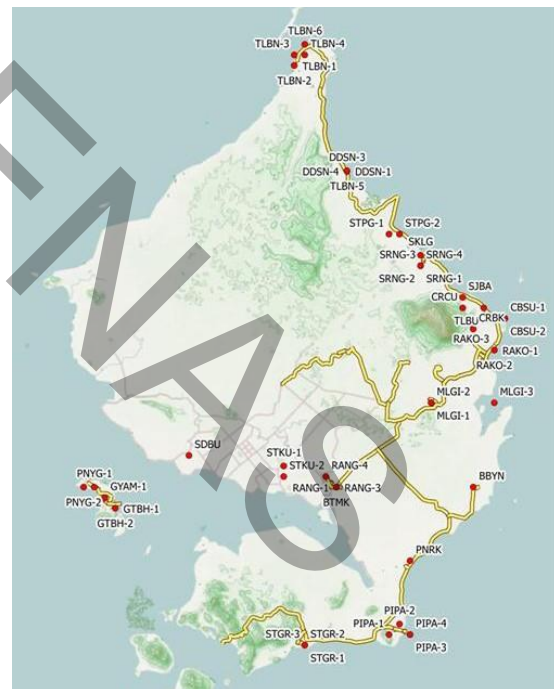 TLBN-6
TLBN-3 TLBN-4
TLBN-1
TLBN-2
DDSN-3
DDSN-4 DDSN-1
TLBN-5
STPG-1 STPG-2
SKLG
SRNG-3 SRNG-4
SRNG-2 SRNG-1
SJBA
CRCU
CBSU-1
TLBU CRBK
CBSU-2
RAKO-3
RAKO-1
RAKO-2
MLGI-2 MLGI-3
MLGI-1
SDBU
STKU-1
STKU-2 RANG-4
RANG-1 RANG-3
BTMK
BBYN
PNYG-1
GYAM-1
PNYG-2
GTBH-1
GTBH-2
PNRK
PIPA-2
PIPA-1 PIPA-4
PIPA-3
STGR-3 STGR-2
STGR-1
ENAS